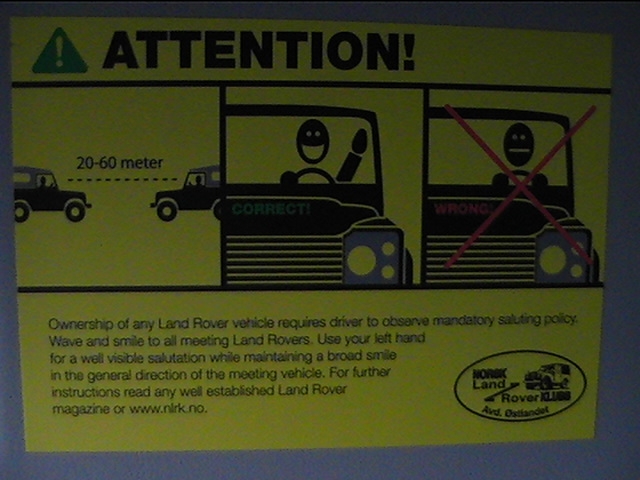 ATTENTION!
20-60 meter
CORRECT!
WRONG!
Ownership of any Land Rover vehicle requires driver to observe mandatory saluting policy.
Wave and smile to all meeting Land Rovers. Use your left hand
for a well visible salutation while maintaining a broad smile
in the general direction of the meeting vehicle. For further
instructions read any well established Land Rover
magazine or www.nlrk.no.
NORSK
Land
Rover KLUBB
Avd. Østlandet